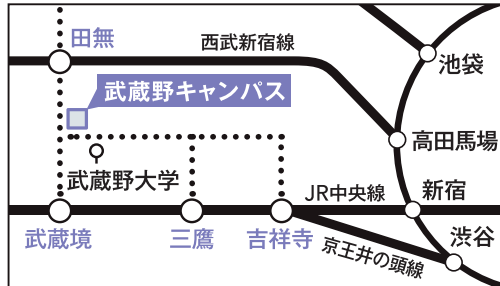 田無
西武新宿線
池袋
武蔵野キャンパス
高田馬場
武蔵野大学
JR中央線
新宿
武蔵境
三鷹
吉祥寺
京王井の頭線
渋谷